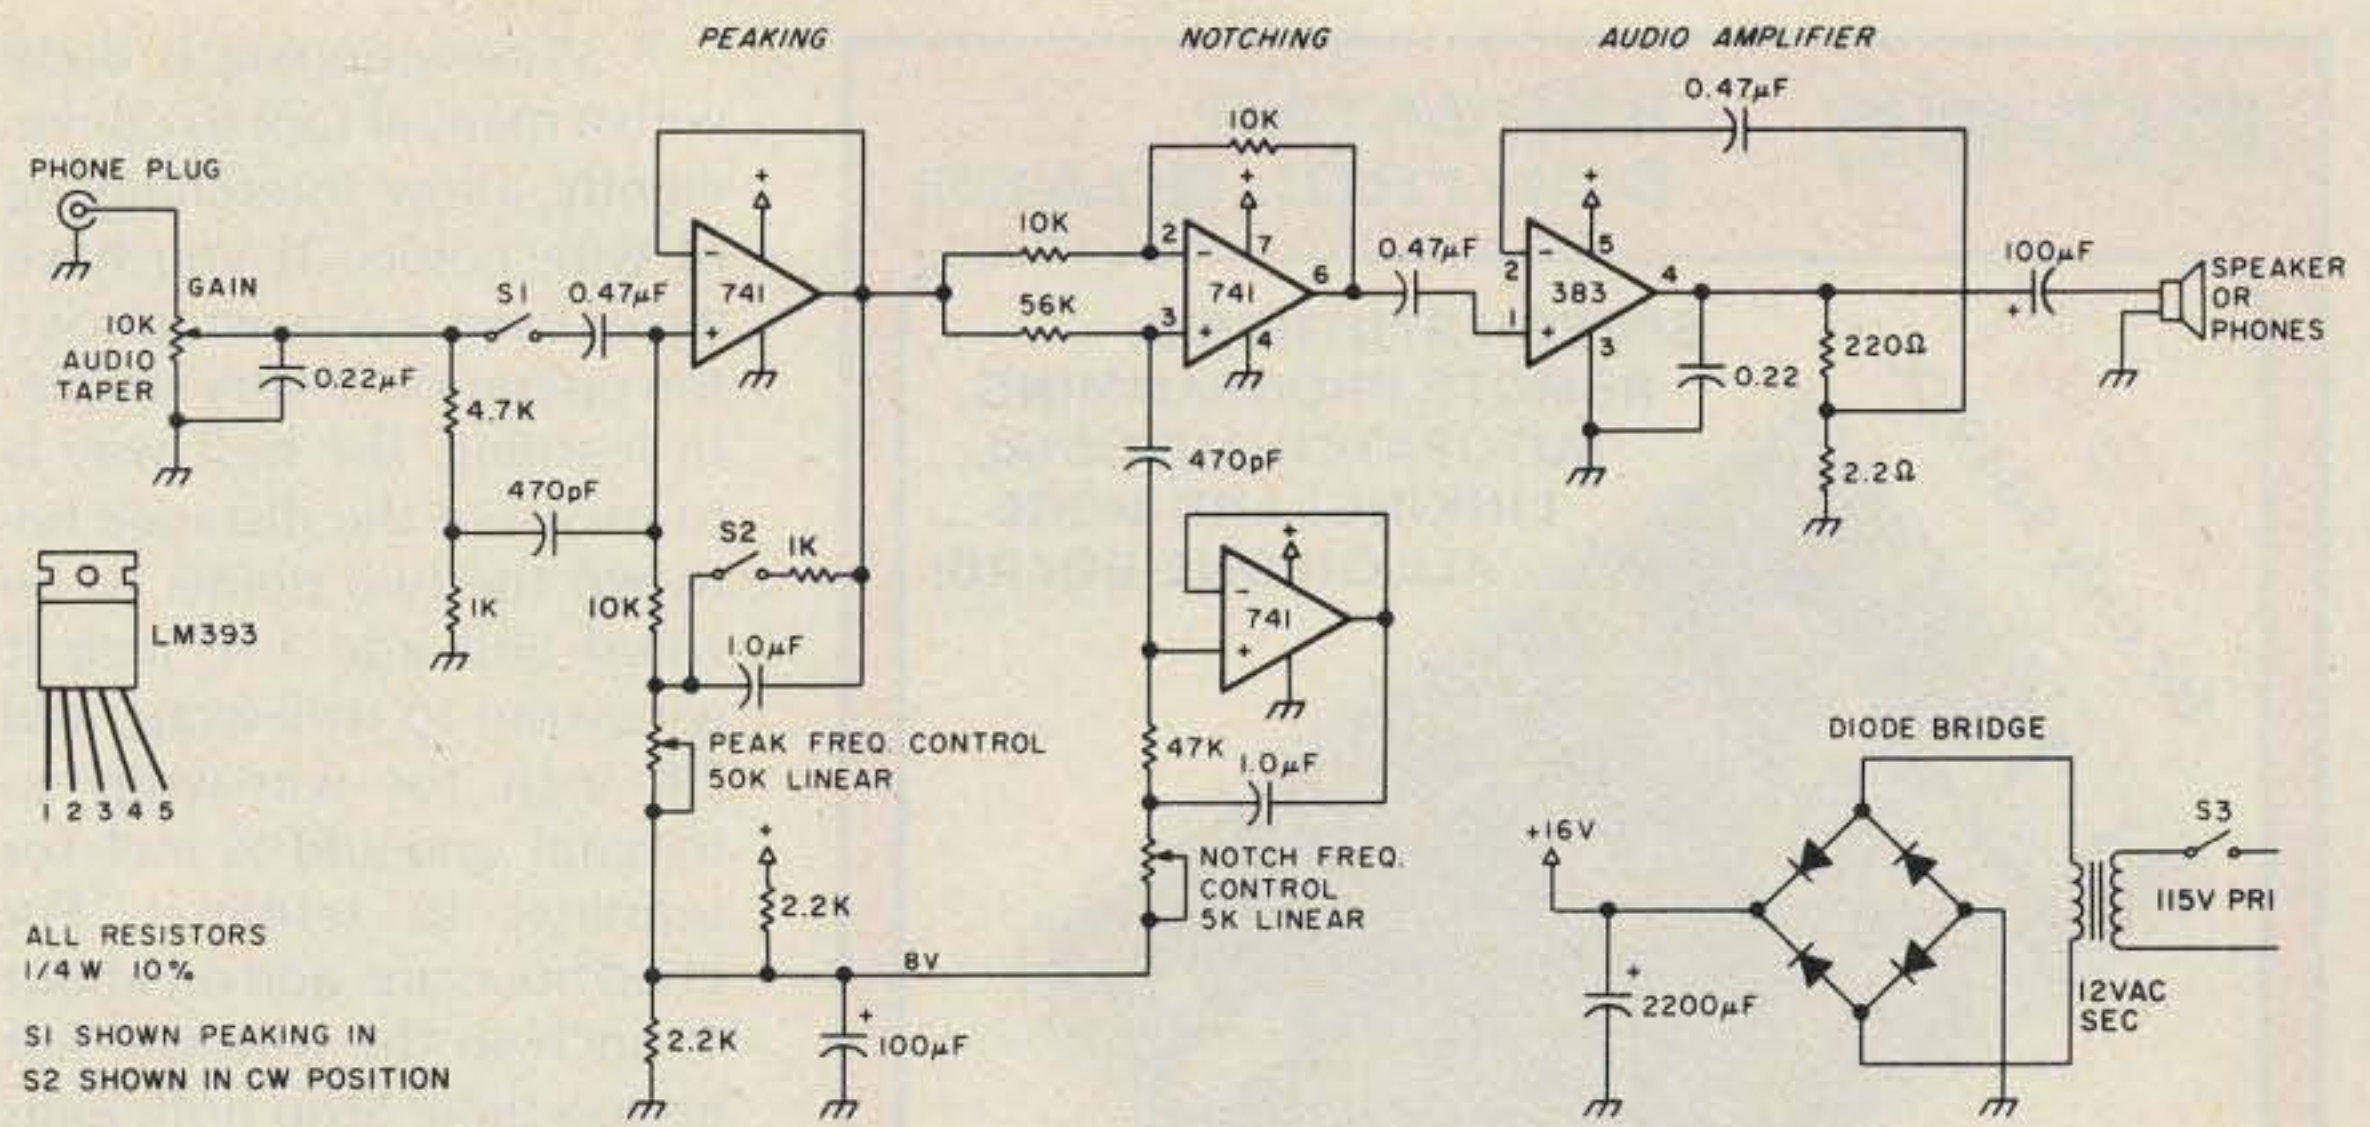 PEAKING
NOTCHING
AUDIO AMPLIFIER
PHONE PLUG
GAIN
10K
AUDIO
TAPER
0.22µF
S1
0.47µF
4.7K
470pF
1K
10K
+
-
741
+
S2
1K
1.0µF
PEAK FREQ. CONTROL
50K LINEAR
+
2.2K
8V
2.2K
+
100µF
10K
56K
10K
+
2
-
7
741
6
3
+
4
470pF
+
-
741
+
47K
1.0µF
NOTCH FREQ.
CONTROL
5K LINEAR
0.47µF
0.47µF
+
2
-
5
383
4
1
+
3
0.22
220Ω
2.2Ω
100µF
+
SPEAKER
OR
PHONES
LM393
1 2 3 4 5
ALL RESISTORS
1/4 W 10%
S1 SHOWN PEAKING IN
S2 SHOWN IN CW POSITION
DIODE BRIDGE
+16V
+
2200µF
S3
115V PRI
12VAC
SEC